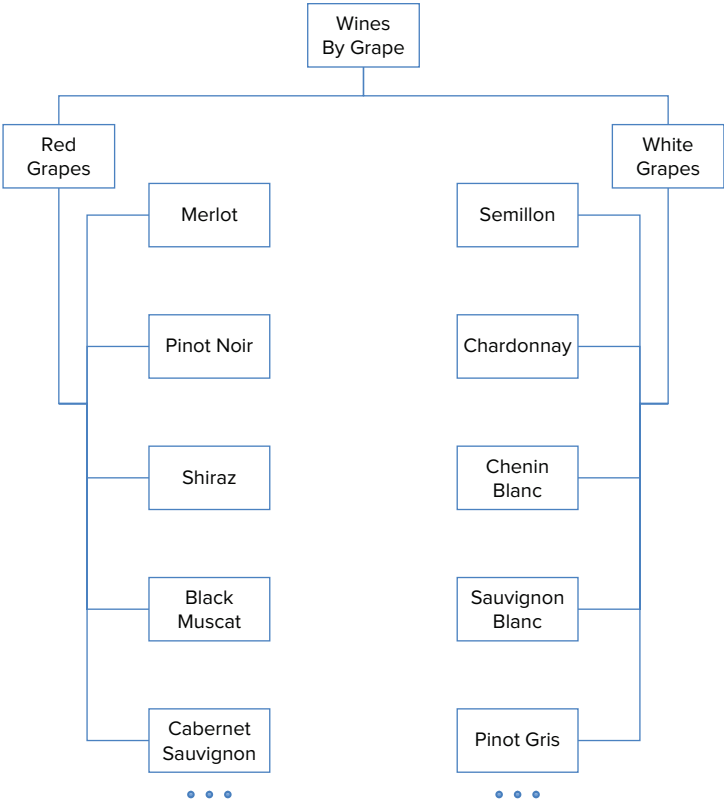 Wines
By Grape
Red
Grapes
White
Grapes
Merlot
Semillon
Pinot Noir
Chardonnay
Shiraz
Chenin
Blanc
Black
Muscat
Sauvignon
Blanc
Cabernet
Sauvignon
Pinot Gris